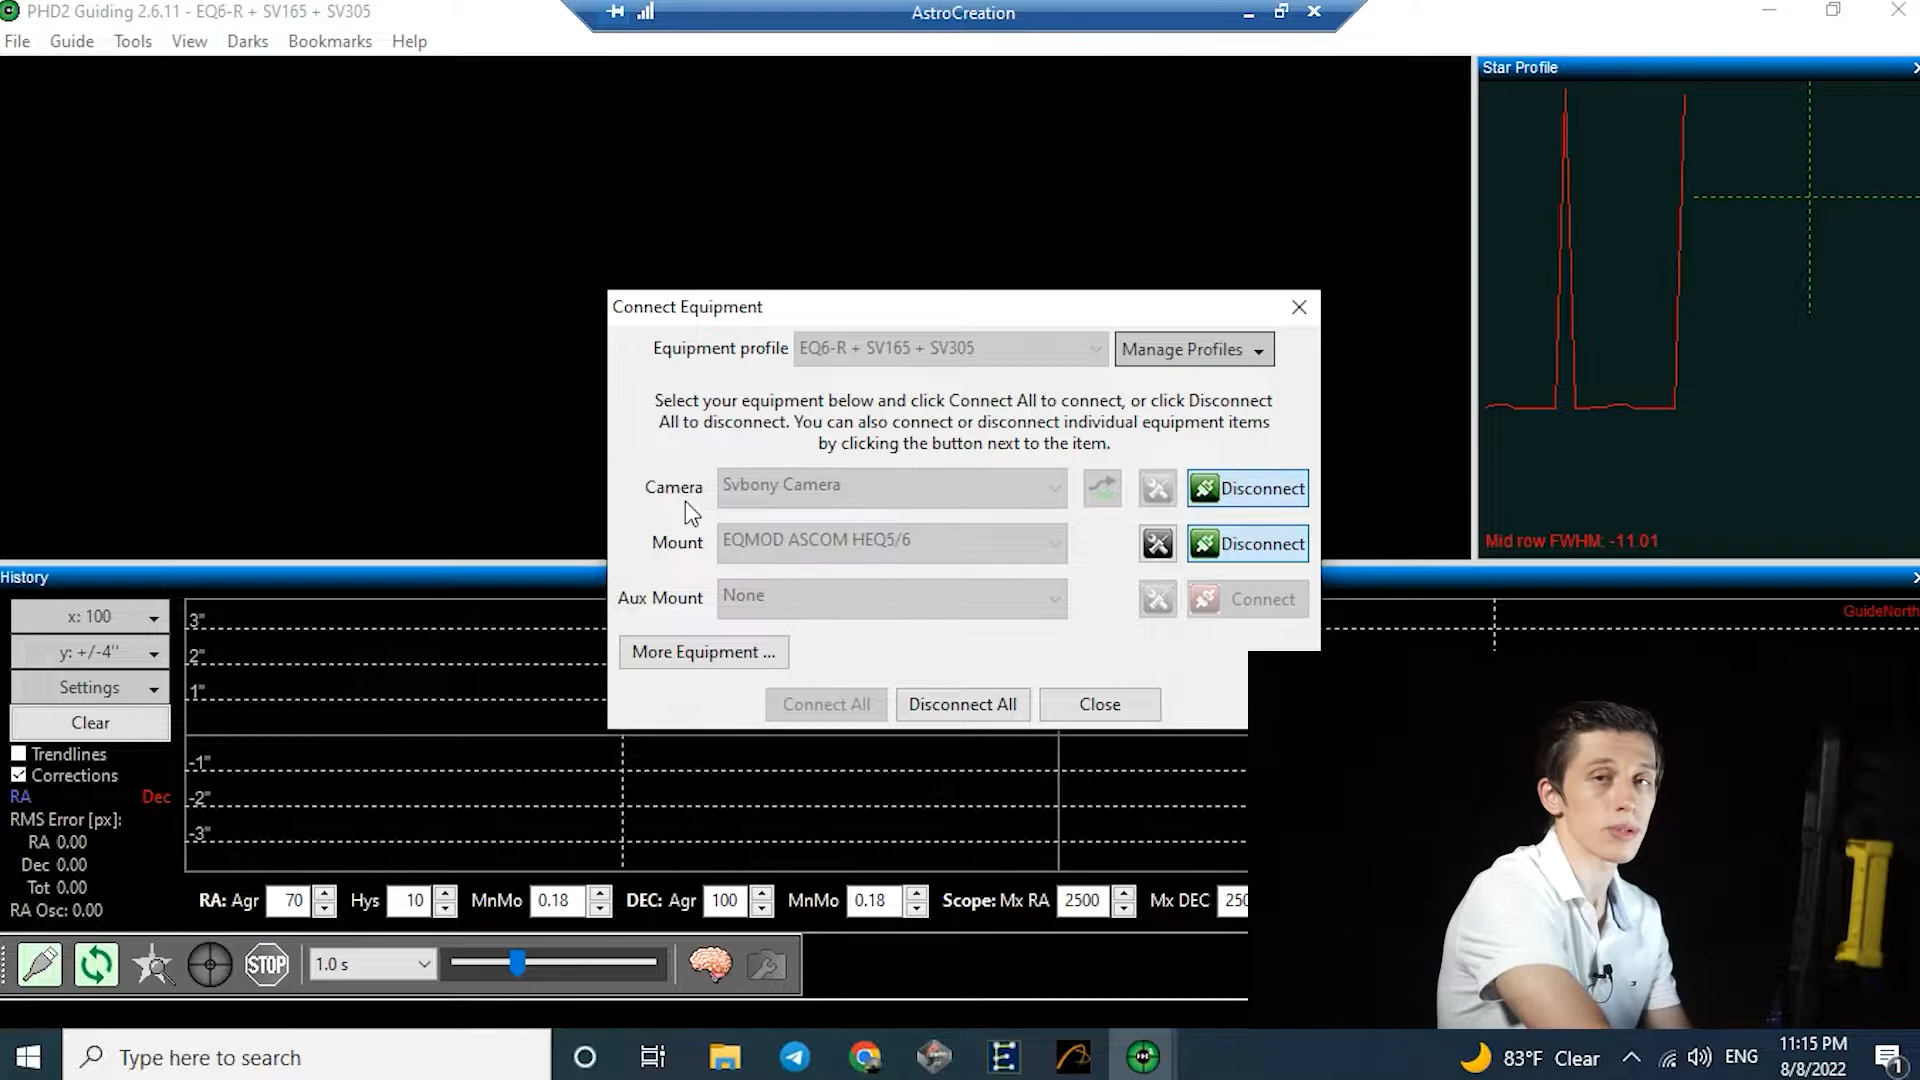 PHD2 Guiding 2.6.11 - EQ6-R + SV165 + SV305
AstroCreation
File Guide Tools View Darks Bookmarks Help
Star Profile
Mid row FWHM: -11.01
Connect Equipment
Equipment profile EQ6-R + SV165 + SV305 Manage Profiles
Select your equipment below and click Connect All to connect, or click Disconnect
All to disconnect. You can also connect or disconnect individual equipment items
by clicking the button next to the item.
Camera Svbony Camera Disconnect
Mount EQMOD ASCOM HEQ5/6 Disconnect
Aux Mount None Connect
More Equipment ...
Connect All Disconnect All Close
History
x: 100
y: +/-4''
Settings
Clear
Trendlines
Corrections
RA Dec
RMS Error [px]:
RA 0.00
Dec 0.00
Tot 0.00
RA Osc: 0.00
3"
2"
1"
-1"
-2"
-3"
GuideNorth
RA: Agr 70 Hys 10 MnMo 0.18 DEC: Agr 100 MnMo 0.18 Scope: Mx RA 2500 Mx DEC 250
STOP 1.0 s
Type here to search
83°F Clear ENG
11:15 PM
8/8/2022
1